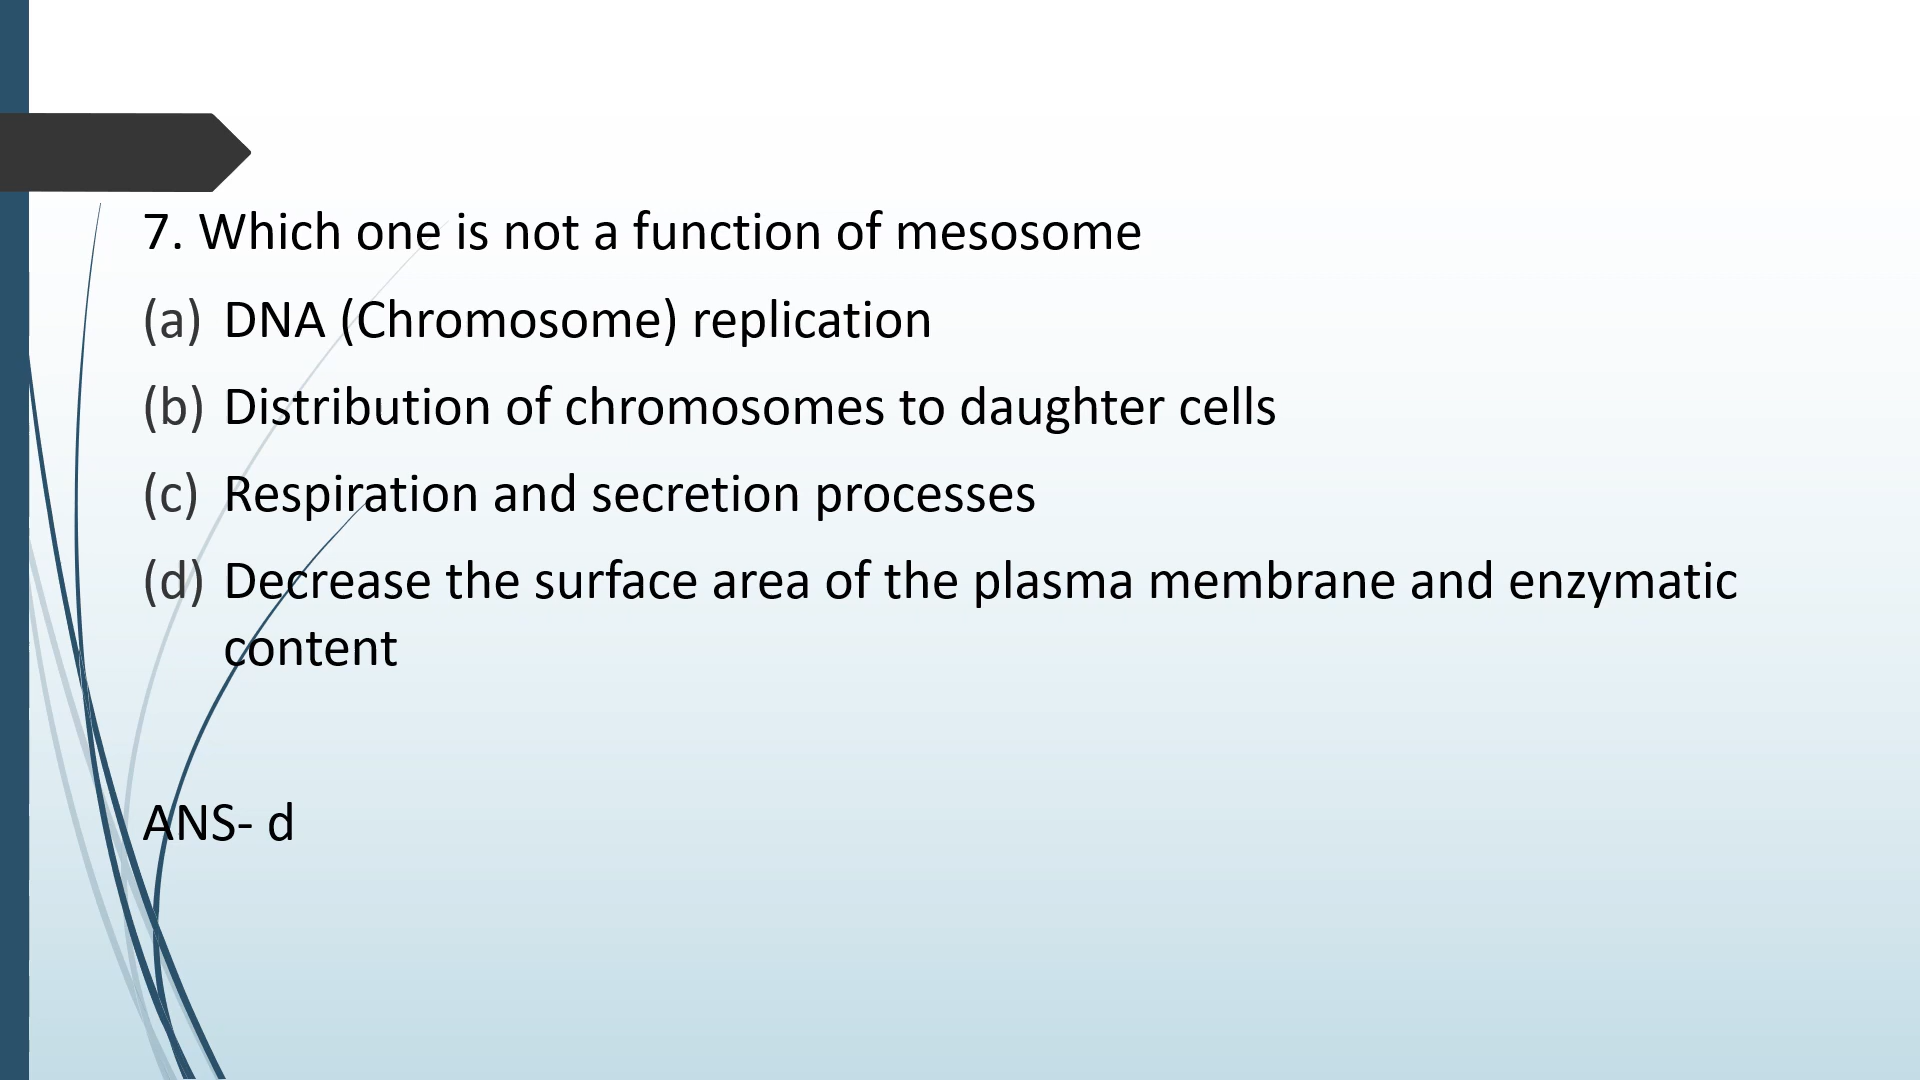 7. Which one is not a function of mesosome
(a) DNA (Chromosome) replication
(b) Distribution of chromosomes to daughter cells
(c) Respiration and secretion processes
(d) Decrease the surface area of the plasma membrane and enzymatic
content
ANS- d